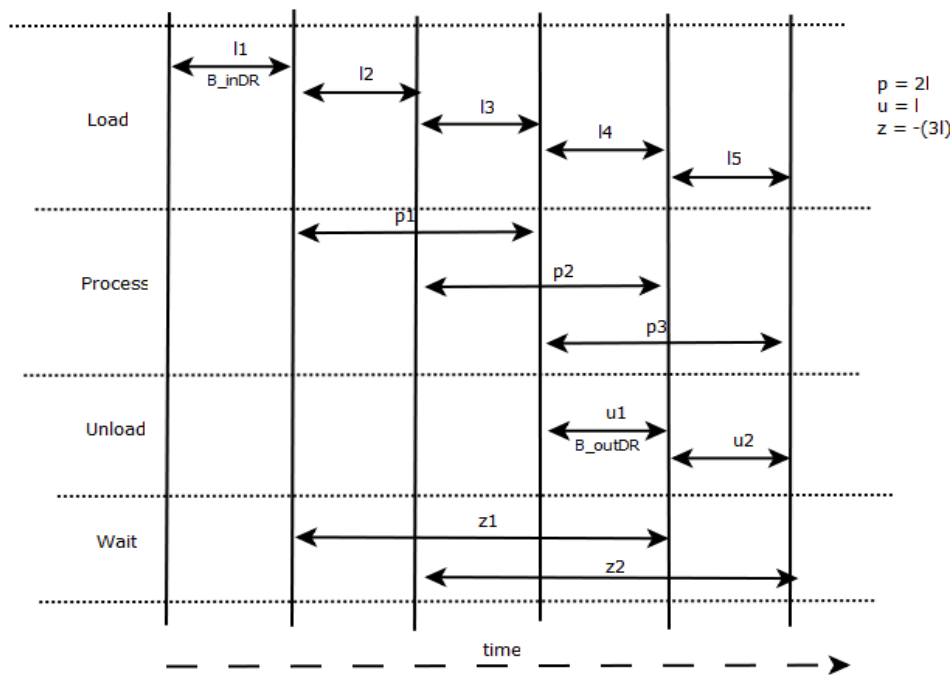 l1
B_inDR
l2
l3
l4
l5
Load
p = 2l
u = l
z = -(3l)
p1
p2
p3
Process
u1
B_outDR
u2
Unload
z1
z2
Wait
time